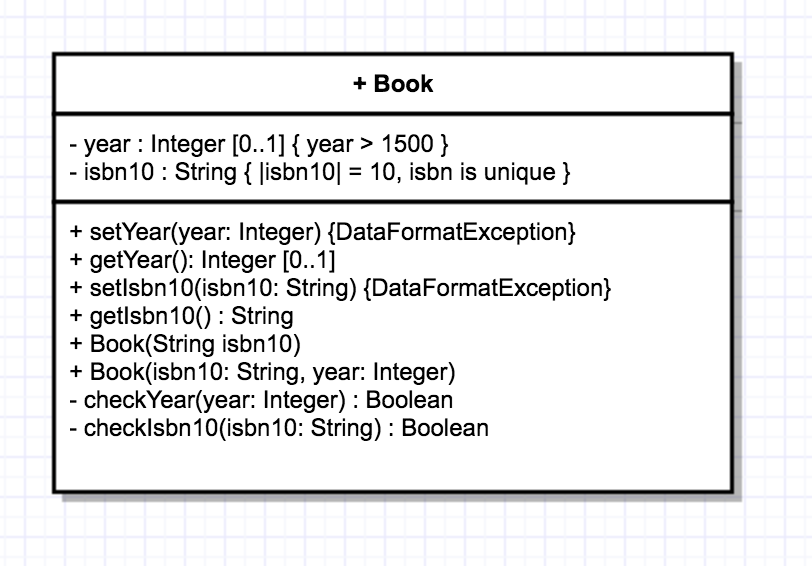 + Book
- year : Integer [0..1] { year > 1500 }
- isbn10 : String { |isbn10| = 10, isbn is unique }
+ setYear(year: Integer) {DataFormatException}
+ getYear(): Integer [0..1]
+ setIsbn10(isbn10: String) {DataFormatException}
+ getIsbn10() : String
+ Book(String isbn10)
+ Book(isbn10: String, year: Integer)
- checkYear(year: Integer) : Boolean
- checkIsbn10(isbn10: String) : Boolean